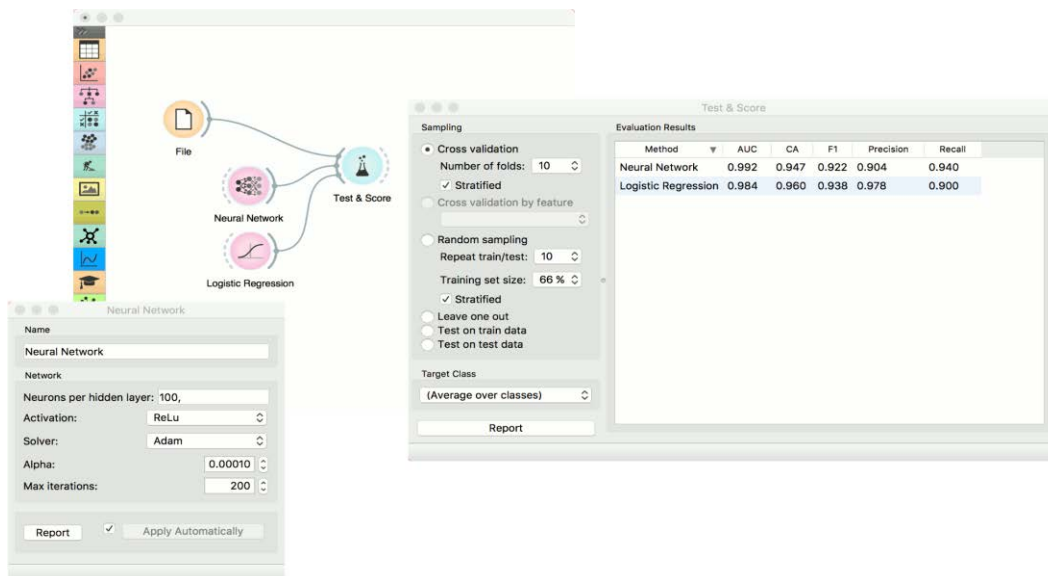 File
Neural Network
Logistic Regression
Test & Score
Test & Score
Sampling
Cross validation
Number of folds: 10
Stratified
Cross validation by feature
Random sampling
Repeat train/test: 10
Training set size: 66 %
Stratified
Leave one out
Test on train data
Test on test data
Target Class
(Average over classes)
Report
Evaluation Results
Method AUC CA F1 Precision Recall
Neural Network 0.992 0.947 0.922 0.904 0.940
Logistic Regression 0.984 0.960 0.938 0.978 0.900
Neural Network
Name
Neural Network
Network
Neurons per hidden layer: 100,
Activation: ReLu
Solver: Adam
Alpha: 0.00010
Max iterations: 200
Report Apply Automatically